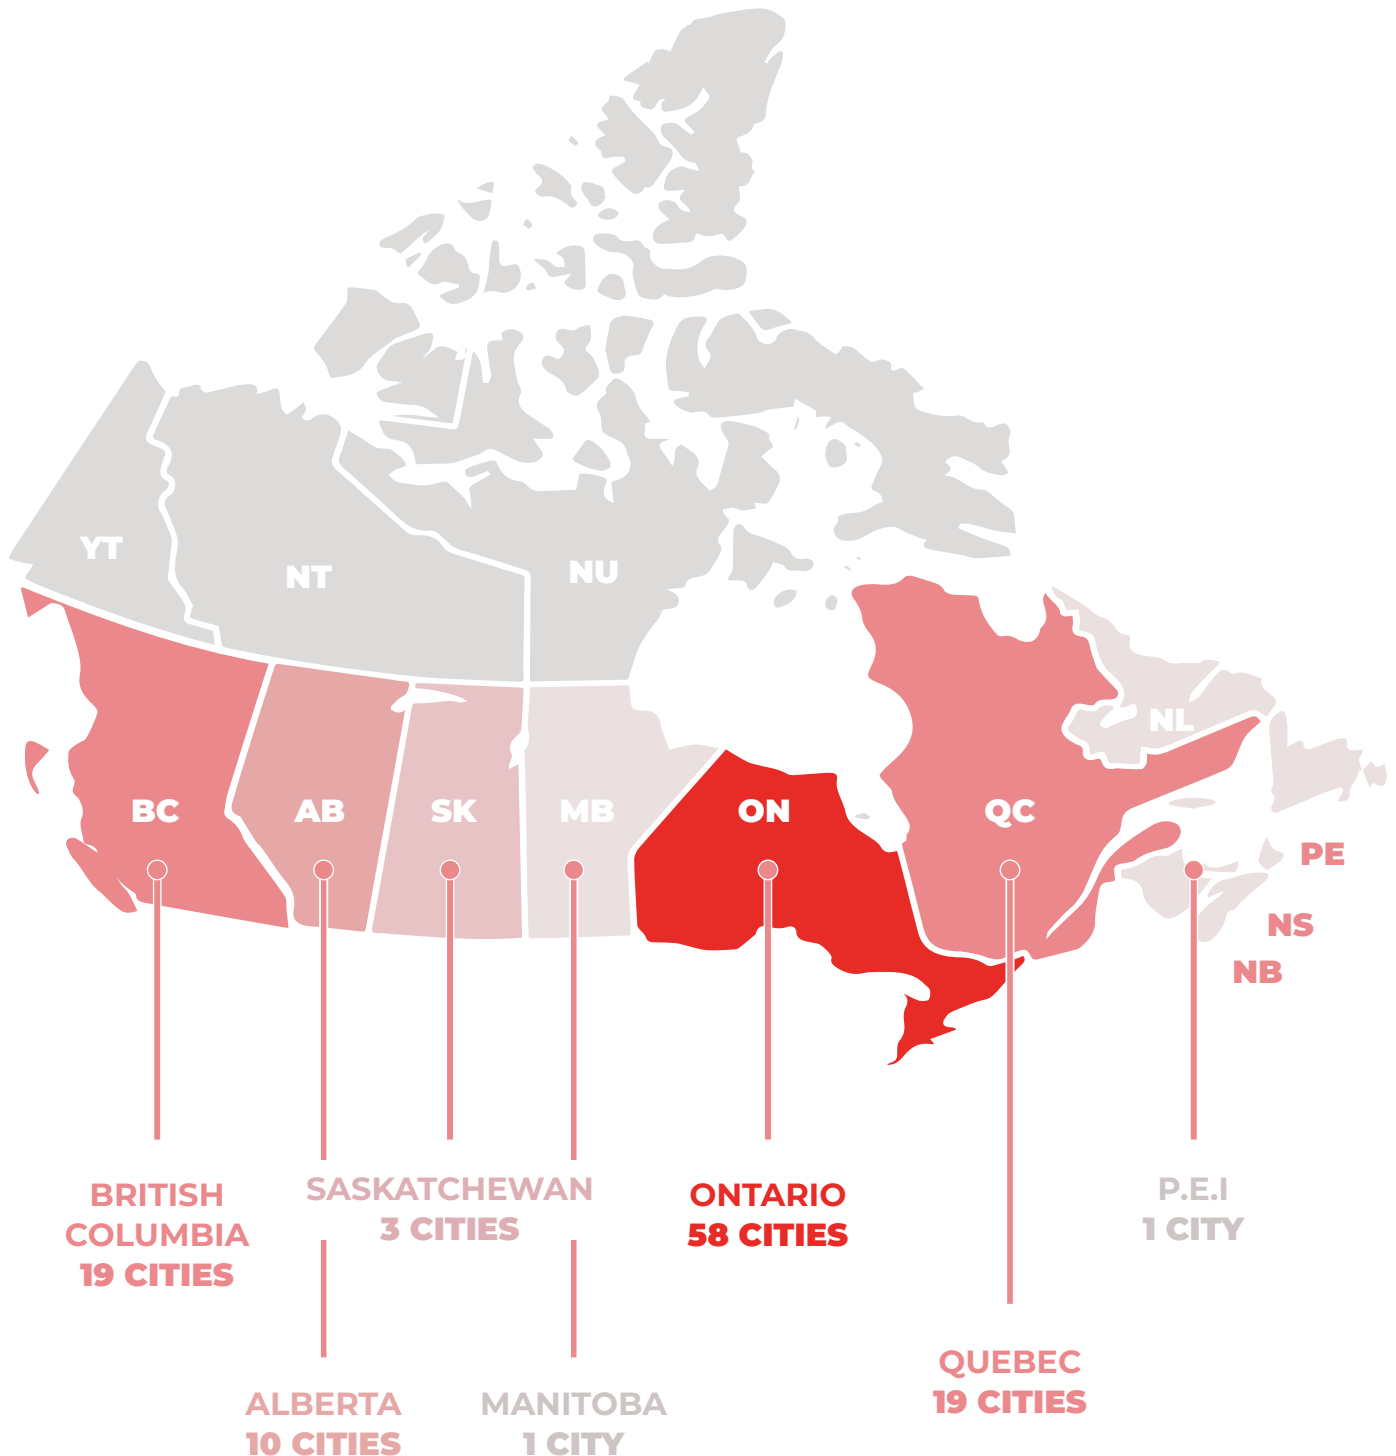 YT
NT
NU
NL
BC
AB
SK
MB
ON
QC
PE
NS
NB
BRITISH
COLUMBIA
19 CITIES
SASKATCHEWAN
3 CITIES
ONTARIO
58 CITIES
P.E.I
1 CITY
ALBERTA
10 CITIES
MANITOBA
1 CITY
QUEBEC
19 CITIES